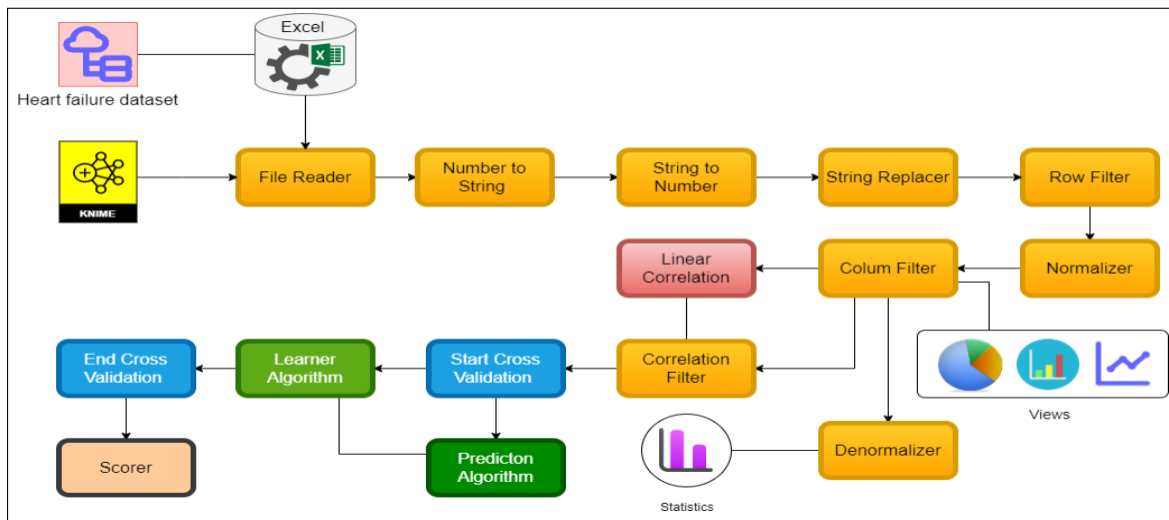 Excel
Heart failure dataset
KNIME
File Reader
Number to
String
String to
Number
String Replacer
Row Filter
Linear
Correlation
Colum Filter
Normalizer
End Cross
Validation
Learner
Algorithm
Start Cross
Validation
Correlation
Filter
Views
Scorer
Predicton
Algorithm
Denormalizer
Statistics